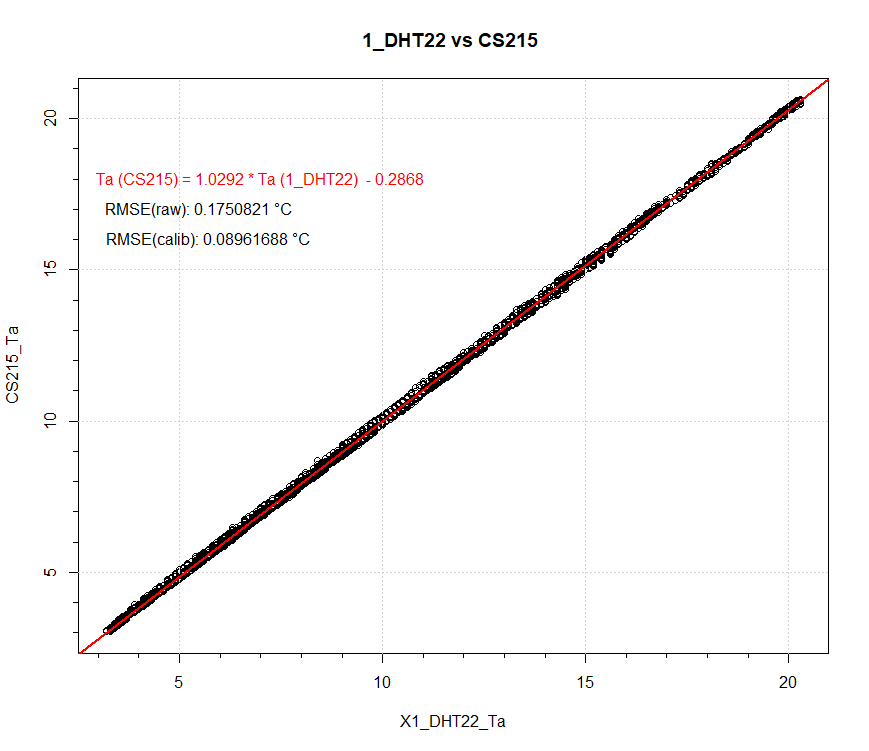 1_DHT22 vs CS215
Ta (CS215) = 1.0292 * Ta (1_DHT22) - 0.2868
RMSE(raw): 0.1750821 °C
RMSE(calib): 0.08961688 °C
CS215_Ta
20
15
10
5
5 10 15 20
X1_DHT22_Ta